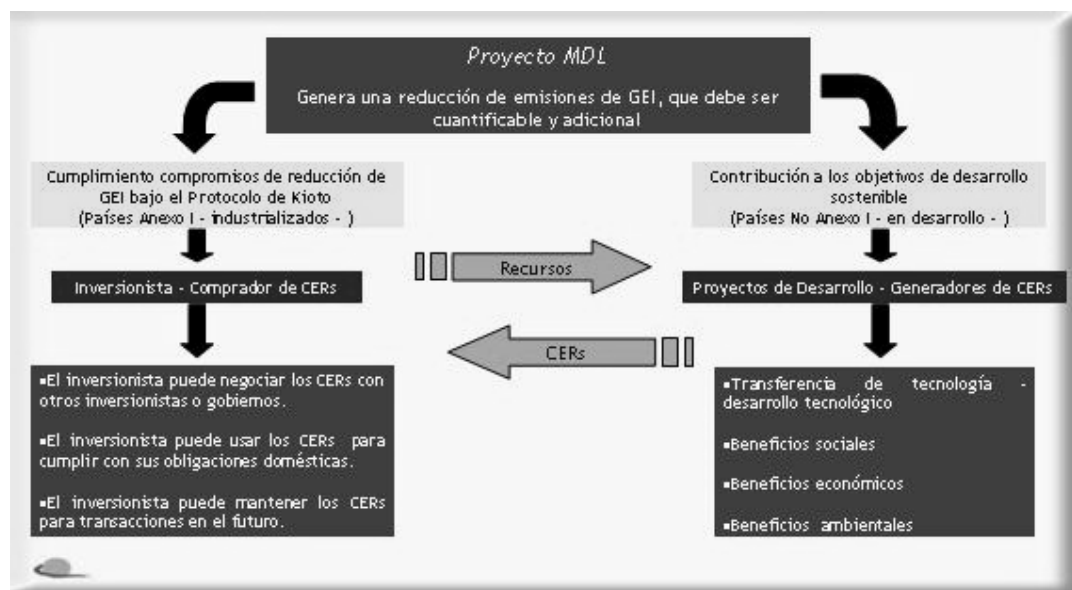 Proyecto MDL
Genera una reducción de emisiones de GEI, que debe ser
cuantificable y adicional
Cumplimiento compromisos de reducción de
GEI bajo el Protocolo de Kioto
(Países Anexo I - industrializados - )
Contribución a los objetivos de desarrollo
sostenible
(Países No Anexo I - en desarrollo - )
Recursos
Inversionista - Comprador de CERs
Proyectos de Desarrollo - Generadores de CERs
CERs
▪El inversionista puede negociar los CERs con
otros inversionistas o gobiernos.
▪El inversionista puede usar los CERs para
cumplir con sus obligaciones domésticas.
▪El inversionista puede mantener los CERs
para transacciones en el futuro.
▪Transferencia de tecnología -
desarrollo tecnológico
▪Beneficios sociales
▪Beneficios económicos
▪Beneficios ambientales